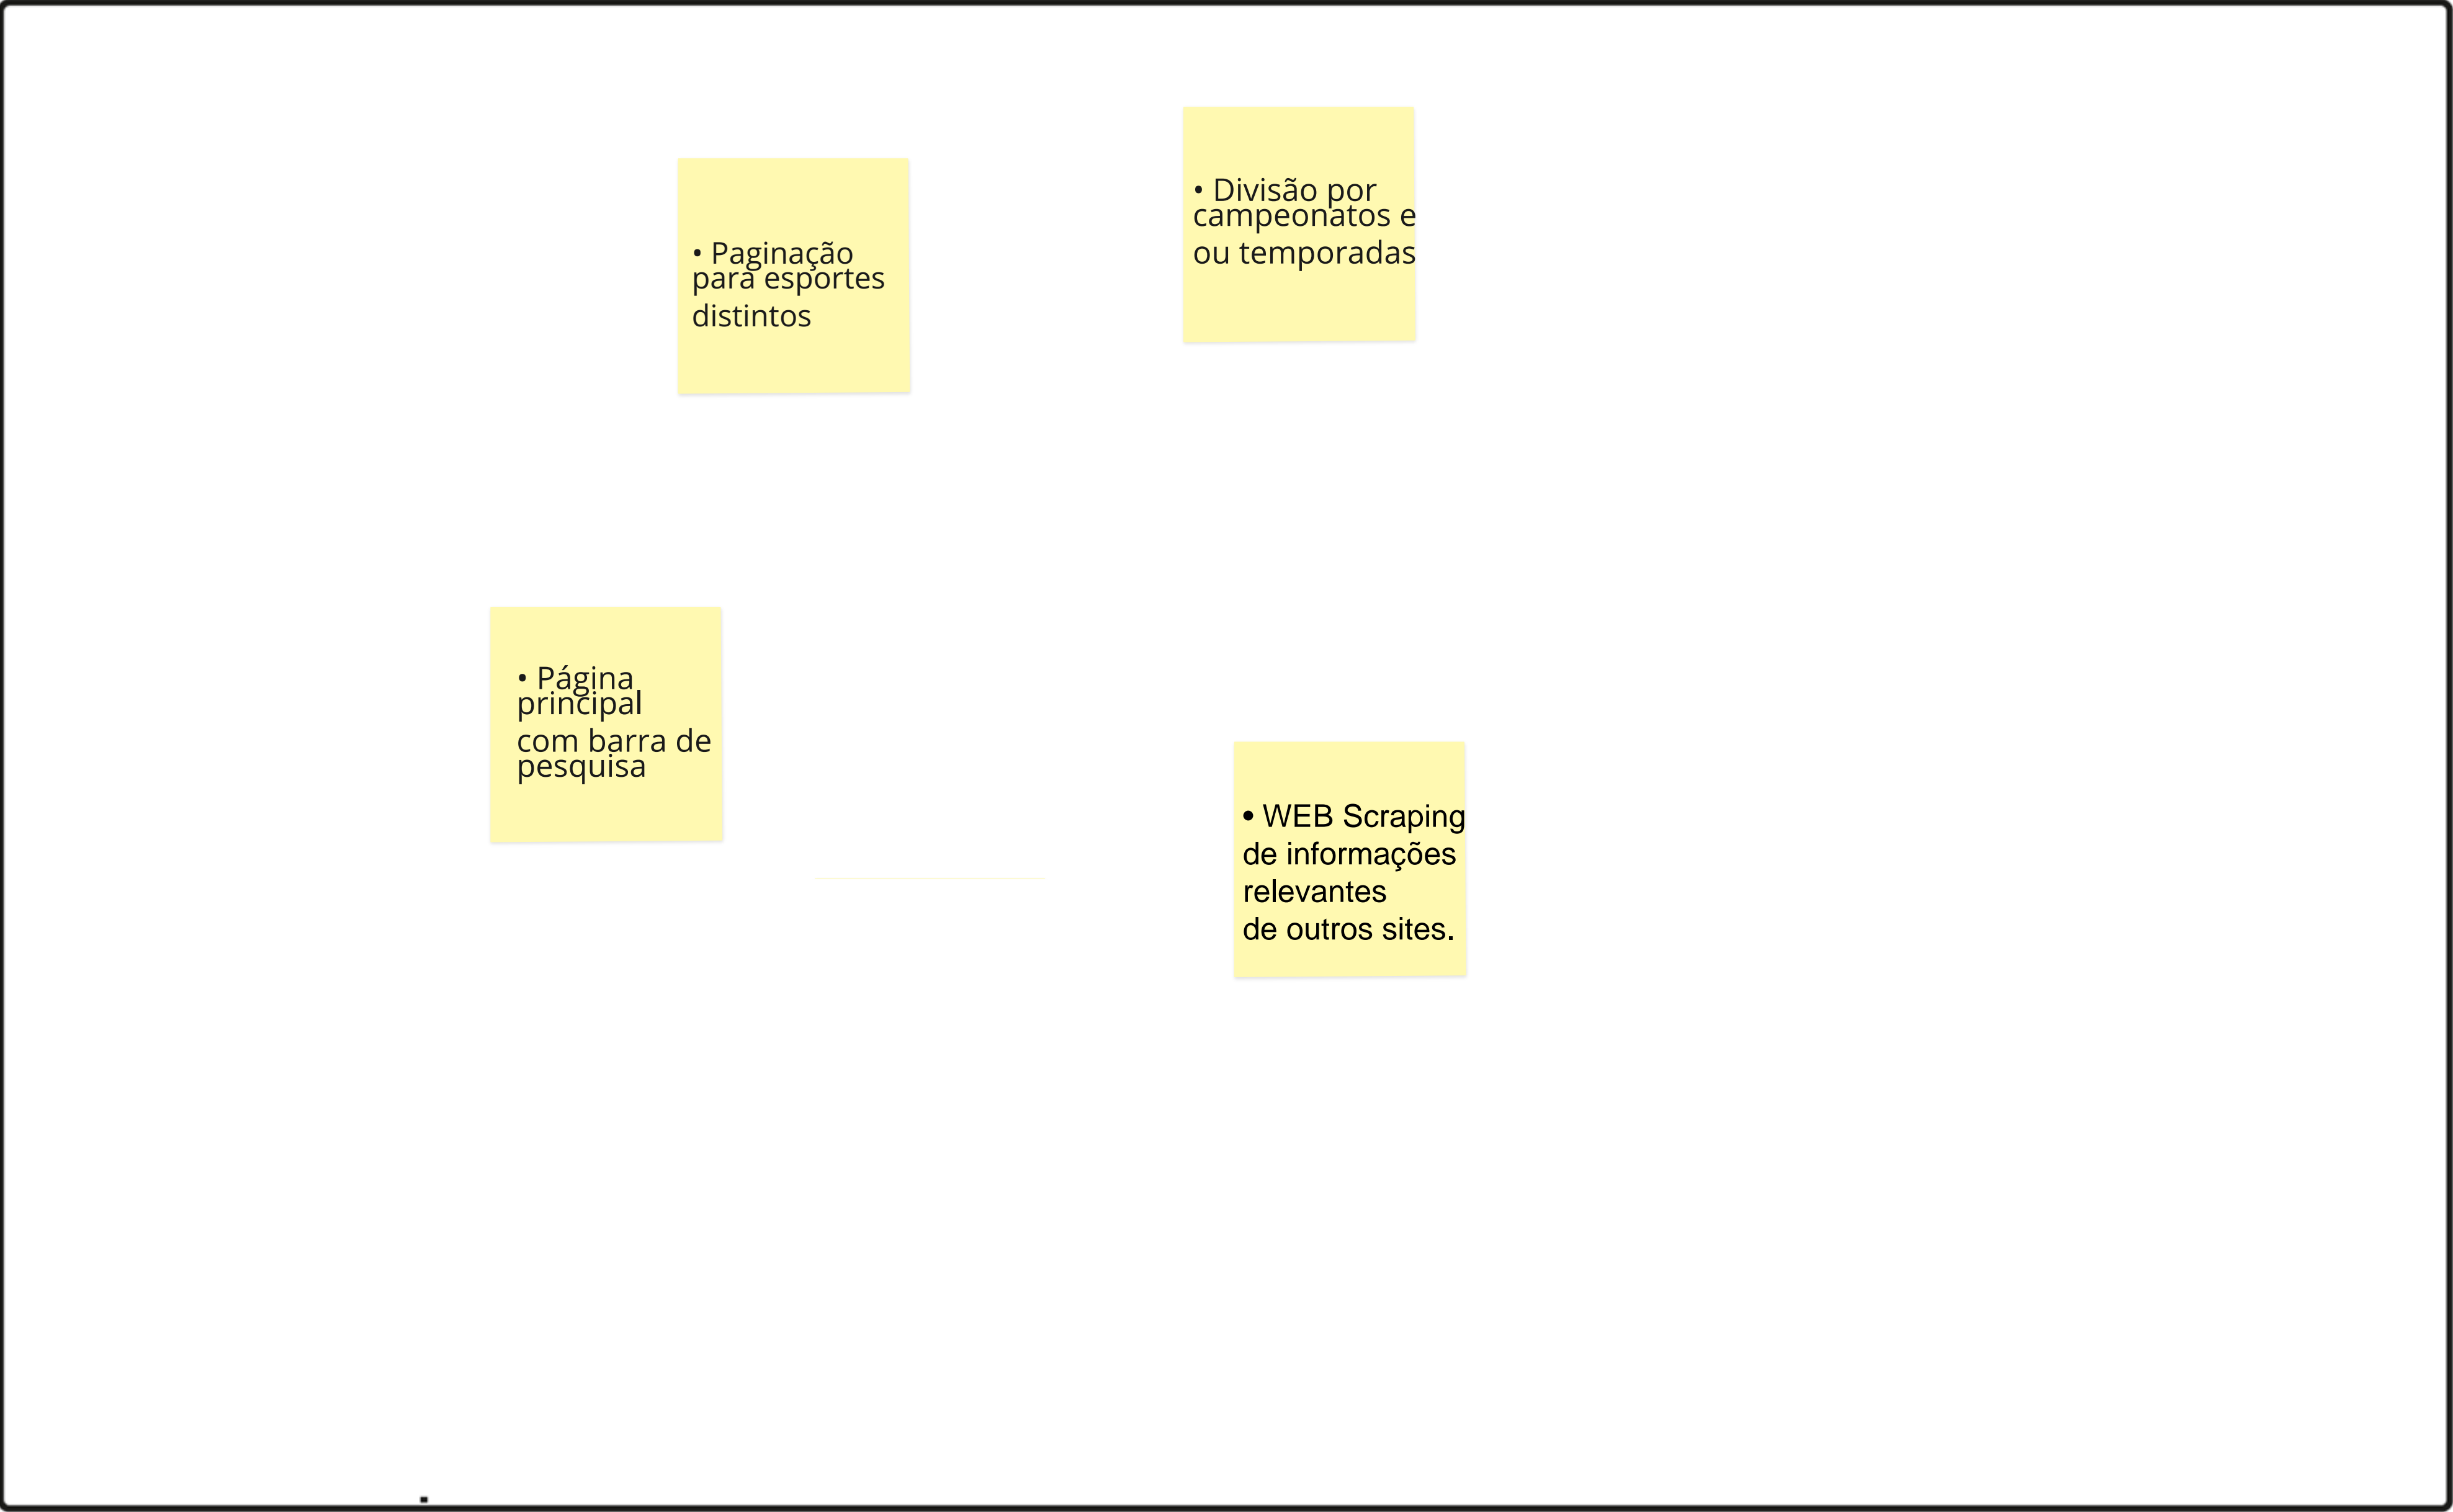 • Paginação
para esportes
distintos
• Divisão por
campeonatos e
ou temporadas
• Página
principal
com barra de
pesquisa
• WEB Scraping
de informações
relevantes
de outros sites.